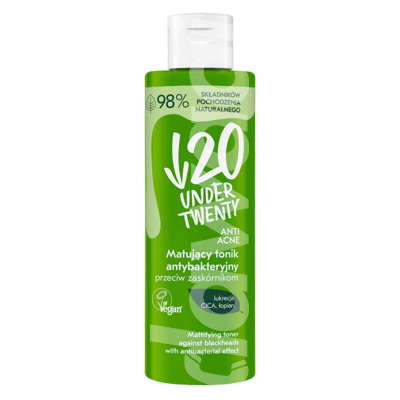 98%
SKŁADNIKÓW
POCHODZENIA
NATURALNEGO
↓20
UNDER
TWENTY
ANTI
ACNE
Matujący tonik
antybakteryjny
przeciw zaskórnikom
lukrecja
CICA, łopian
vegan
Mattifying toner
against blackheads
with antibacterial effect